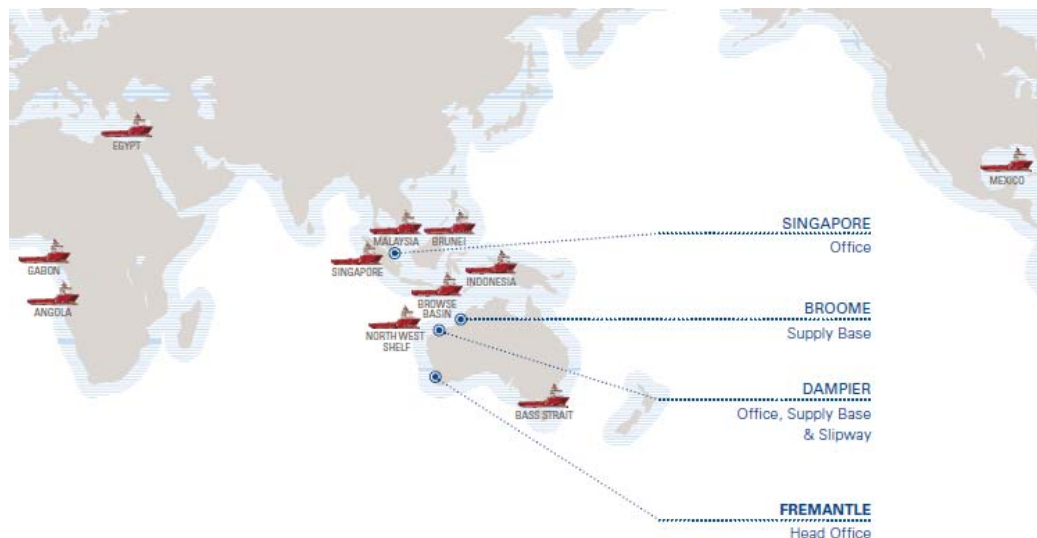 EGYPT
MEXICO
MALAYSIA
BRUNEI
SINGAPORE
Office
GABON
SINGAPORE
INDONESIA
ANGOLA
BROWSE
BASIN
BROOME
Supply Base
NORTH WEST
SHELF
DAMPIER
Office, Supply Base
& Slipway
BASS STRAIT
FREMANTLE
Head Office